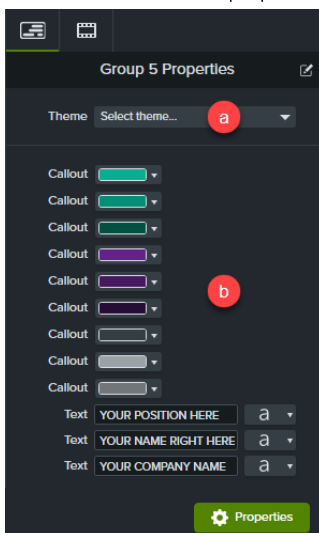 Group 5 Properties
Theme Select theme... a
Callout
Callout
Callout
Callout
Callout b
Callout
Callout
Callout
Callout
Text YOUR POSITION HERE a
Text YOUR NAME RIGHT HERE a
Text YOUR COMPANY NAME a
Properties